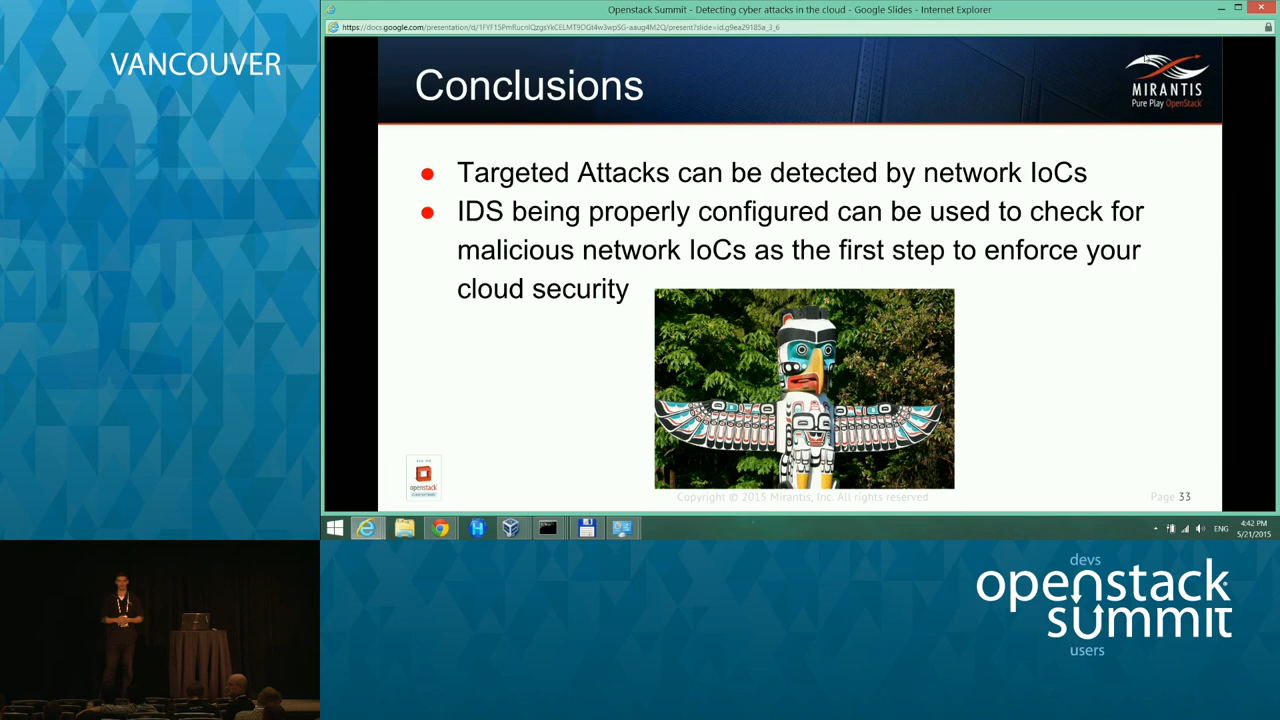 VANCOUVER
Openstack Summit - Detecting cyber attacks in the cloud - Google Slides - Internet Explorer
Conclusions
MIRANTIS
Pure Play OpenStack
Targeted Attacks can be detected by network IoCs
IDS being properly configured can be used to check for
malicious network IoCs as the first step to enforce your
cloud security
openstack
Copyright © 2015 Mirantis, Inc. All rights reserved
Page 33
ENG
4:42 PM
5/21/2015
devs
openstack
summit
users